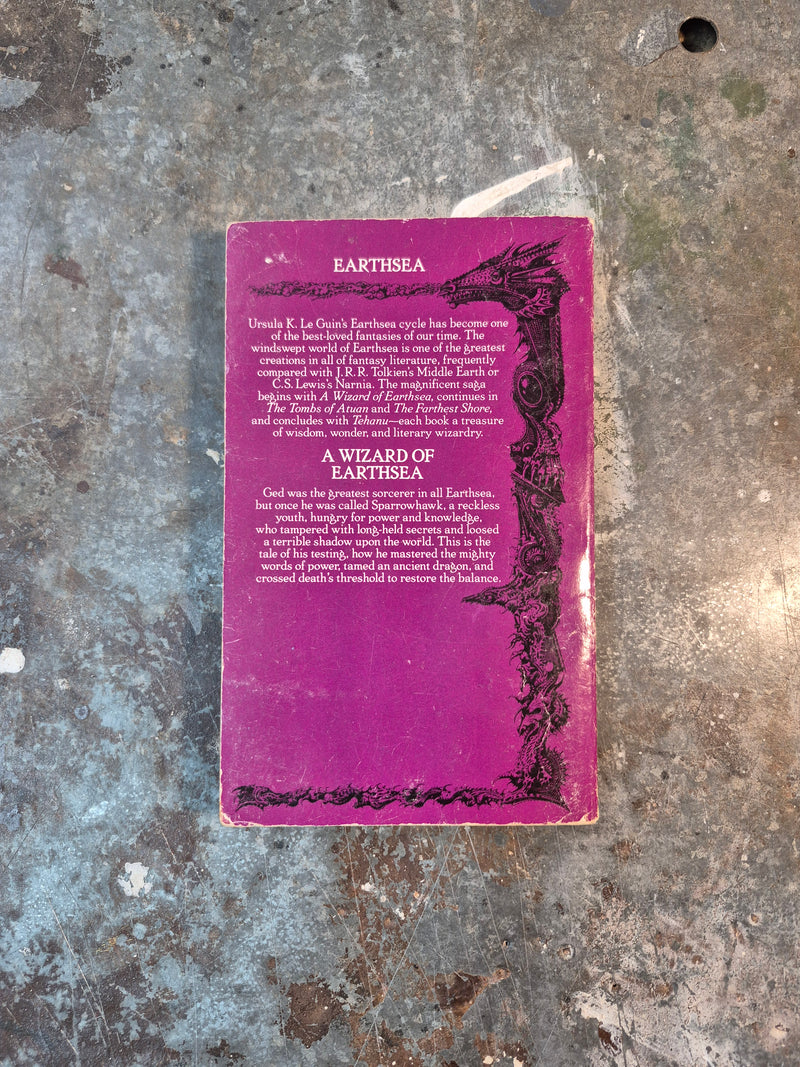 EARTHSEA
Ursula K. Le Guin's Earthsea cycle has become one
of the best-loved fantasies of our time. The
windswept world of Earthsea is one of the greatest
creations in all of fantasy literature, frequently
compared with J.R.R. Tolkien's Middle Earth or
C.S. Lewis's Narnia. The magnificent saga
begins with A Wizard of Earthsea, continues in
The Tombs of Atuan and The Farthest Shore,
and concludes with Tehanu—each book a treasure
of wisdom, wonder, and literary wizardry.
A WIZARD OF
EARTHSEA
Ged was the greatest sorcerer in all Earthsea,
but once he was called Sparrowhawk, a reckless
youth, hungry for power and knowledge,
who tampered with long-held secrets and loosed
a terrible shadow upon the world. This is the
tale of his testing, how he mastered the mighty
words of power, tamed an ancient dragon, and
crossed death's threshold to restore the balance.